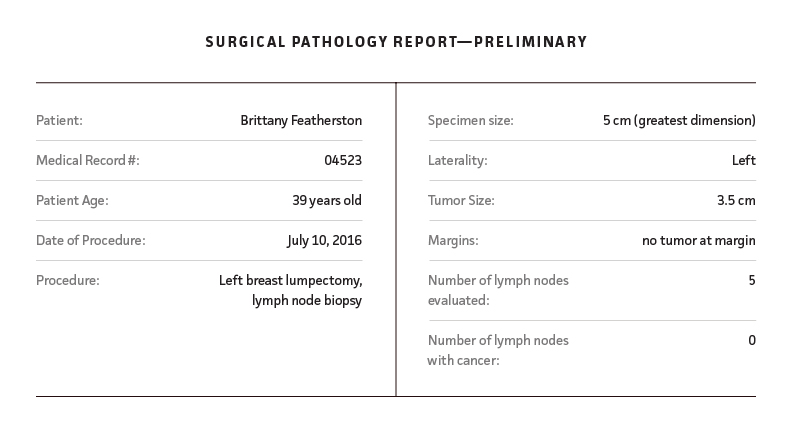 SURGICAL PATHOLOGY REPORT—PRELIMINARY
Patient: Brittany Featherston
Medical Record #: 04523
Patient Age: 39 years old
Date of Procedure: July 10, 2016
Procedure: Left breast lumpectomy,
lymph node biopsy
Specimen size: 5 cm (greatest dimension)
Laterality: Left
Tumor Size: 3.5 cm
Margins: no tumor at margin
Number of lymph nodes 5
evaluated:
Number of lymph nodes 0
with cancer: